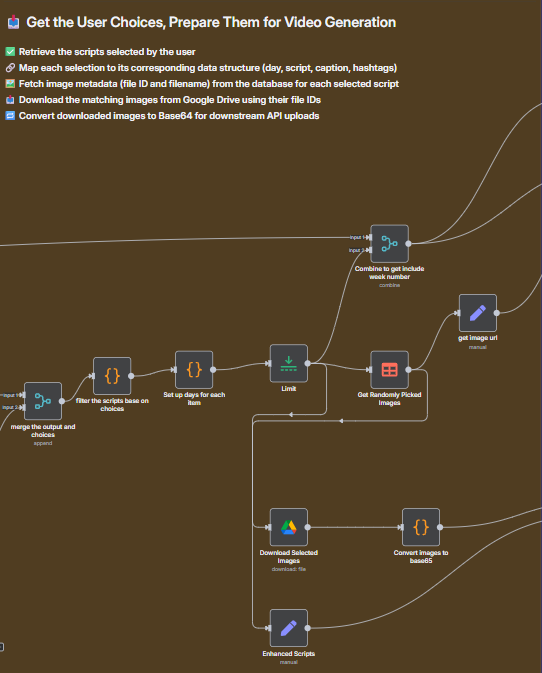 Get the User Choices, Prepare Them for Video Generation
Retrieve the scripts selected by the user
Map each selection to its corresponding data structure (day, script, caption, hashtags)
Fetch image metadata (file ID and filename) from the database for each selected script
Download the matching images from Google Drive using their file IDs
Convert downloaded images to Base64 for downstream API uploads
Input 1
Input 2
Combine to get include
week number
combine
get image url
manual
Limit
Get Randomly Picked
Images
Set up days for each
item
filter the scripts base on
choices
Input 1
Input 2
merge the output and
choices
append
Download Selected
Images
download: file
Convert images to
base65
Enhanced Scripts
manual